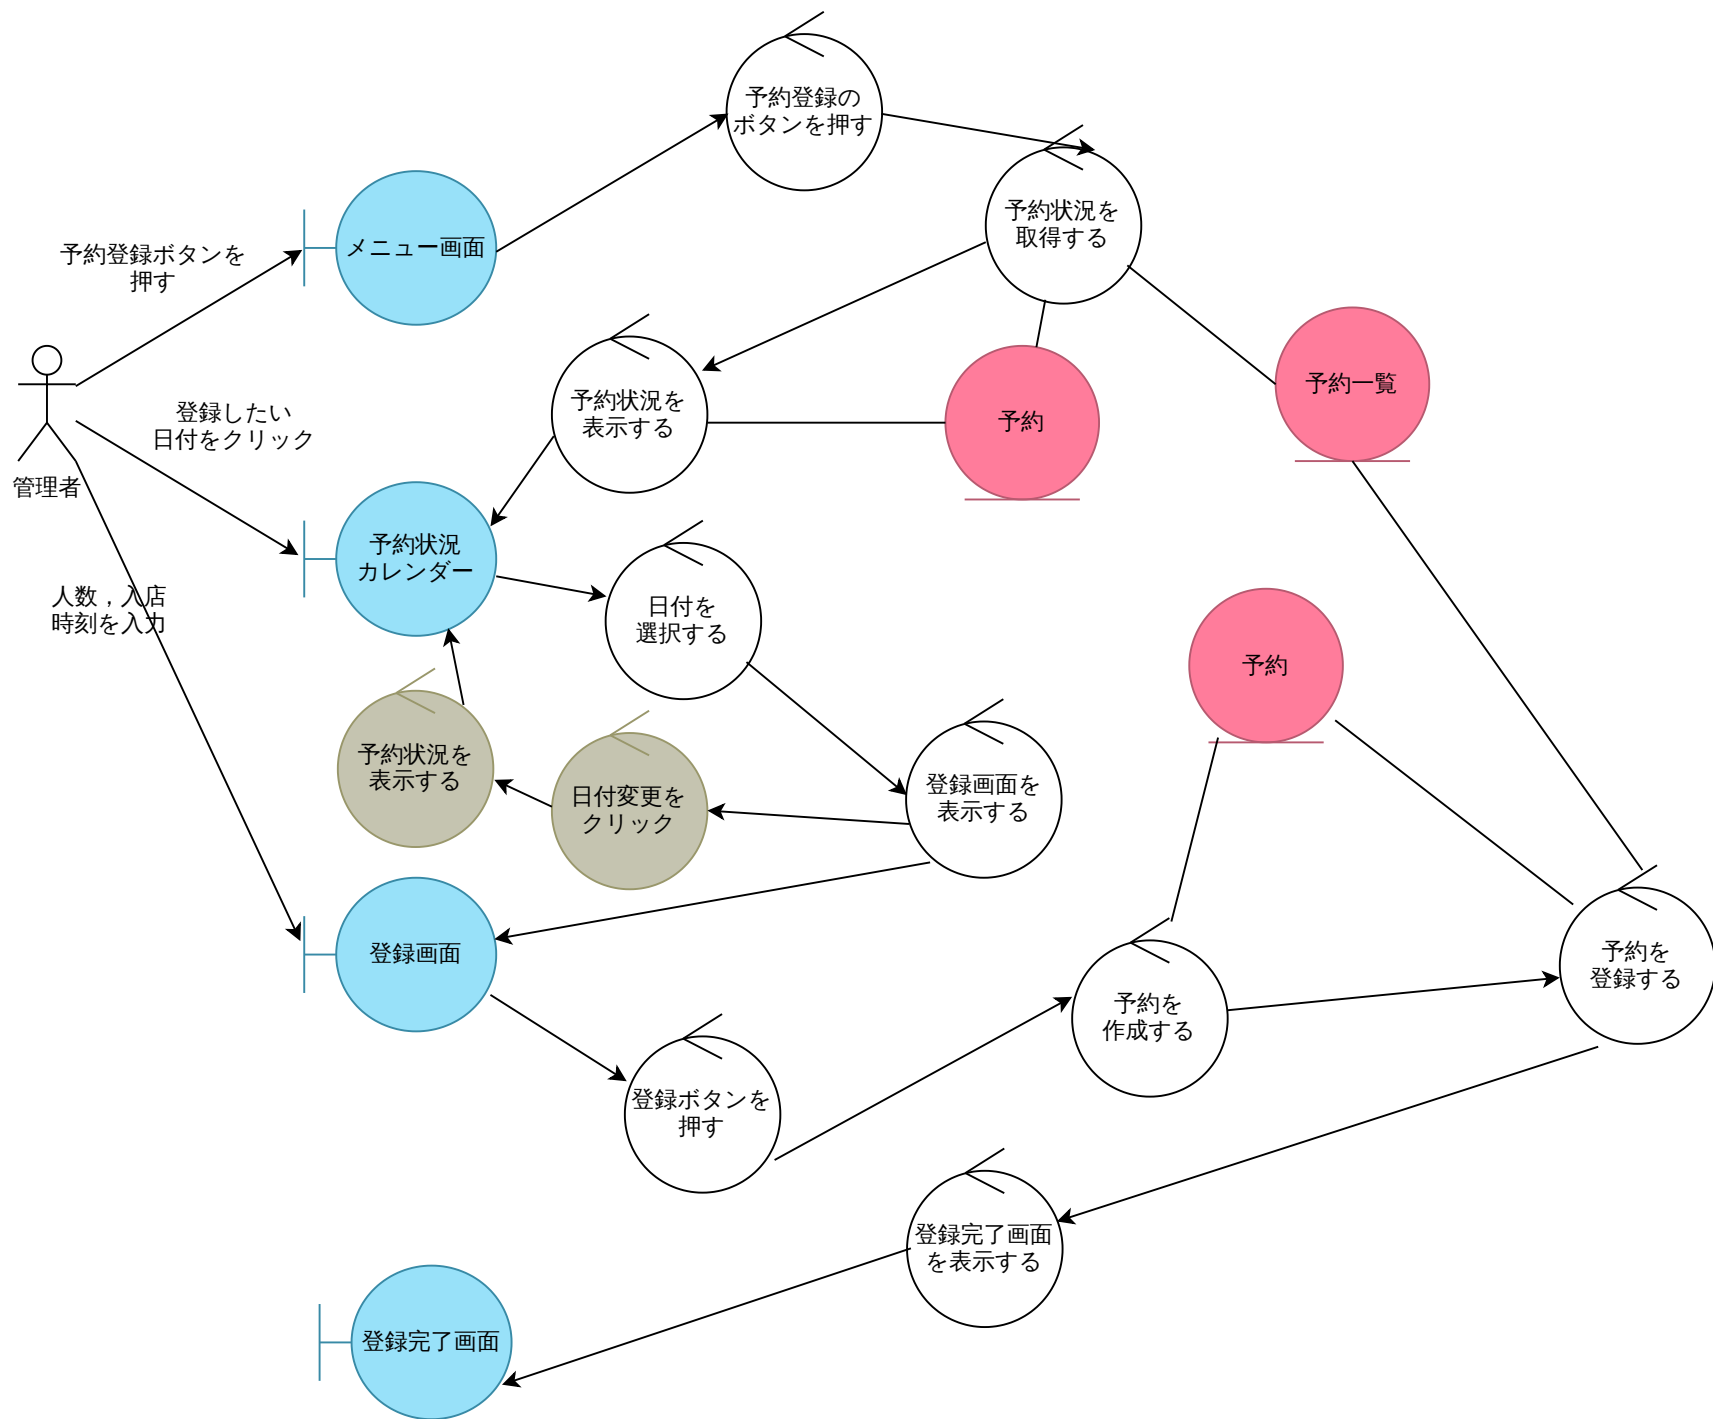 予約登録の
ボタンを押す
予約状況を
取得する
予約登録ボタンを
押す
メニュー画面
予約一覧
予約状況を
表示する
予約
登録したい
日付をクリック
管理者
予約状況
カレンダー
人数，入店
時刻を入力
日付を
選択する
予約
予約状況を
表示する
日付変更を
クリック
登録画面を
表示する
登録画面
予約を
登録する
予約を
作成する
登録ボタンを
押す
登録完了画面
を表示する
登録完了画面